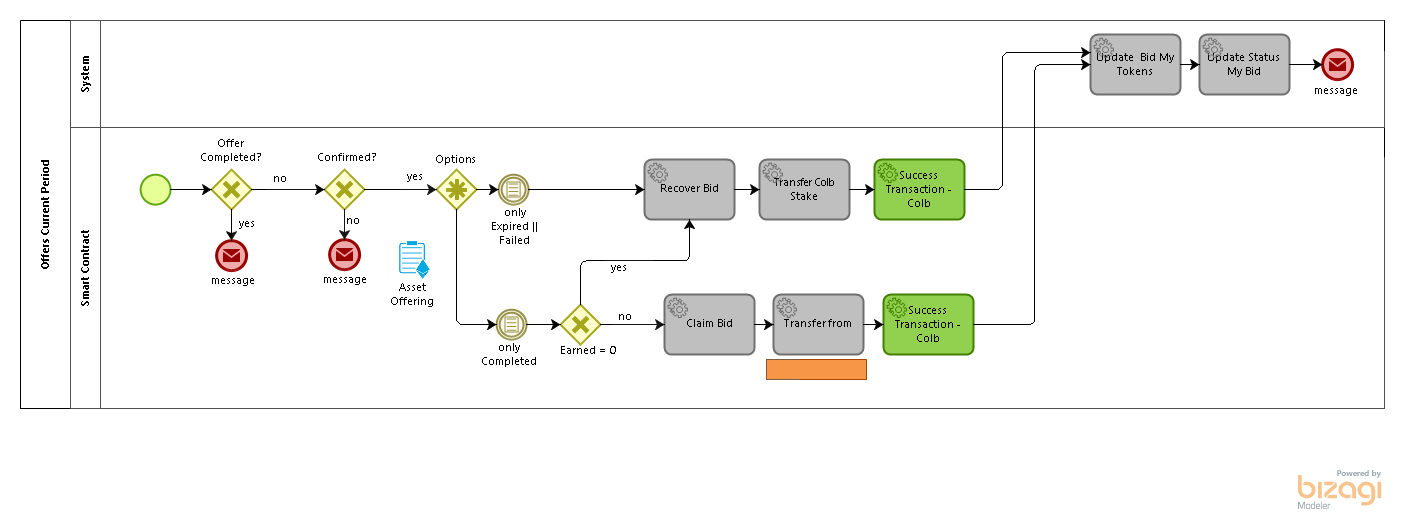 Offers Current Period
System
Update Bid My
Tokens
Update Status
My Bid
message
Smart Contract
Offer
Completed?
no
yes
message
Confirmed?
yes
no
message
Options
only
Expired ||
Failed
Recover Bid
Transfer Colb
Stake
Success
Transaction -
Colb
Asset
Offering
yes
only
Completed
no
Earned = 0
Claim Bid
Transfer from
Success
Transaction -
Colb
Powered by
bizagi
Modeler